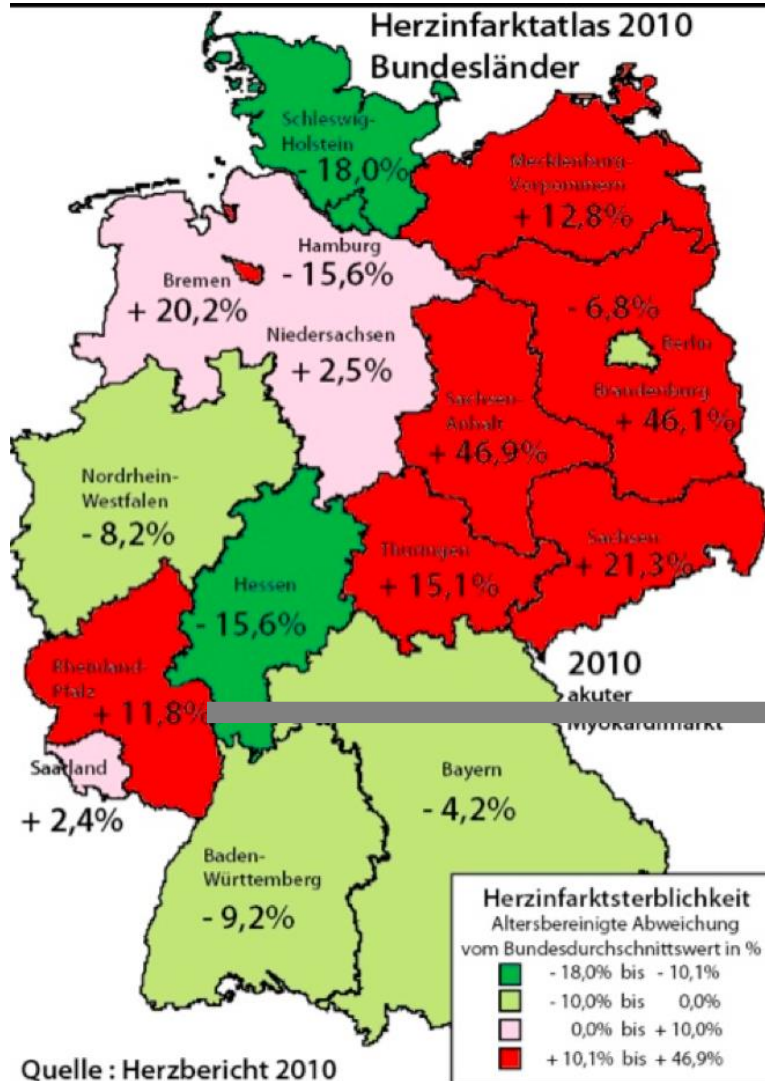 Herzinfarktatlas 2010
Bundesländer
Schleswig-
Holstein
- 18,0%
Mecklenburg-
Vorpommern
+ 12,8%
Hamburg
- 15,6%
Bremen
+ 20,2%
Niedersachsen
+ 2,5%
- 6,8%
Berlin
Brandenburg
+ 46,1%
Sachsen-
Anhalt
+ 46,9%
Nordrhein-
Westfalen
- 8,2%
Hessen
- 15,6%
Thüringen
+ 15,1%
Sachsen
+ 21,3%
Rheinland-
Pfalz
+ 11,8%
2010
akuter
Saarland
+ 2,4%
Bayern
- 4,2%
Baden-
Württemberg
- 9,2%
Herzinfarktsterblichkeit
Altersbereinigte Abweichung
vom Bundesdurchschnittswert in %
- 18,0% bis - 10,1%
- 10,0% bis 0,0%
0,0% bis + 10,0%
+ 10,1% bis + 46,9%
Quelle : Herzbericht 2010